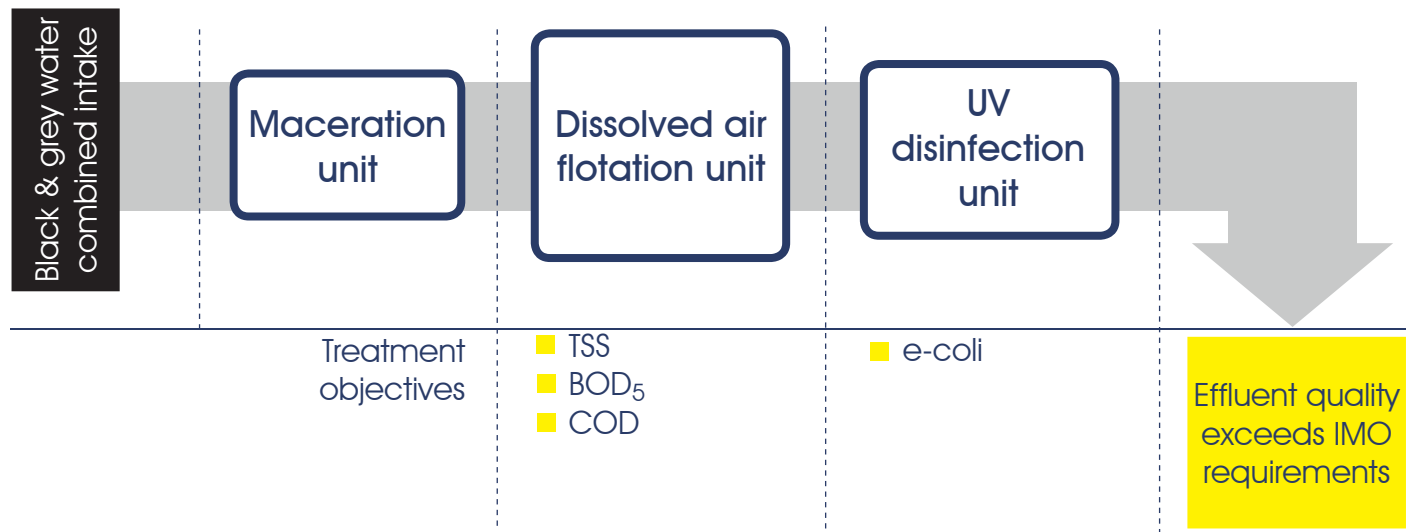 Black & grey water
combined intake
Maceration
unit
Dissolved air
flotation unit
UV
disinfection
unit
Treatment
objectives
TSS
BOD₅
COD
e-coli
Effluent quality
exceeds IMO
requirements